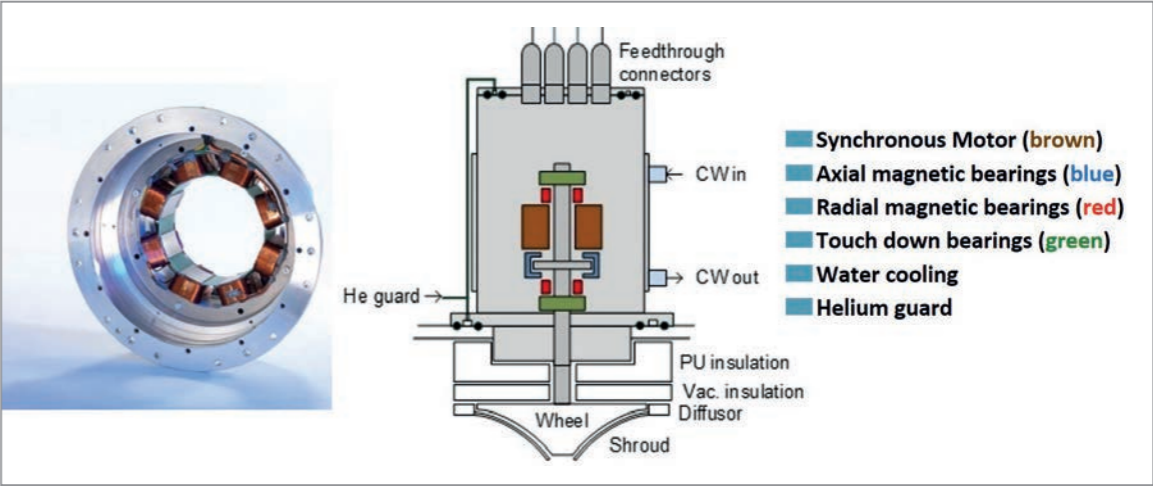 Feedthrough
connectors
CW in
CW out
He guard
PU insulation
Vac. insulation
Diffusor
Wheel
Shroud
Synchronous Motor (brown)
Axial magnetic bearings (blue)
Radial magnetic bearings (red)
Touch down bearings (green)
Water cooling
Helium guard